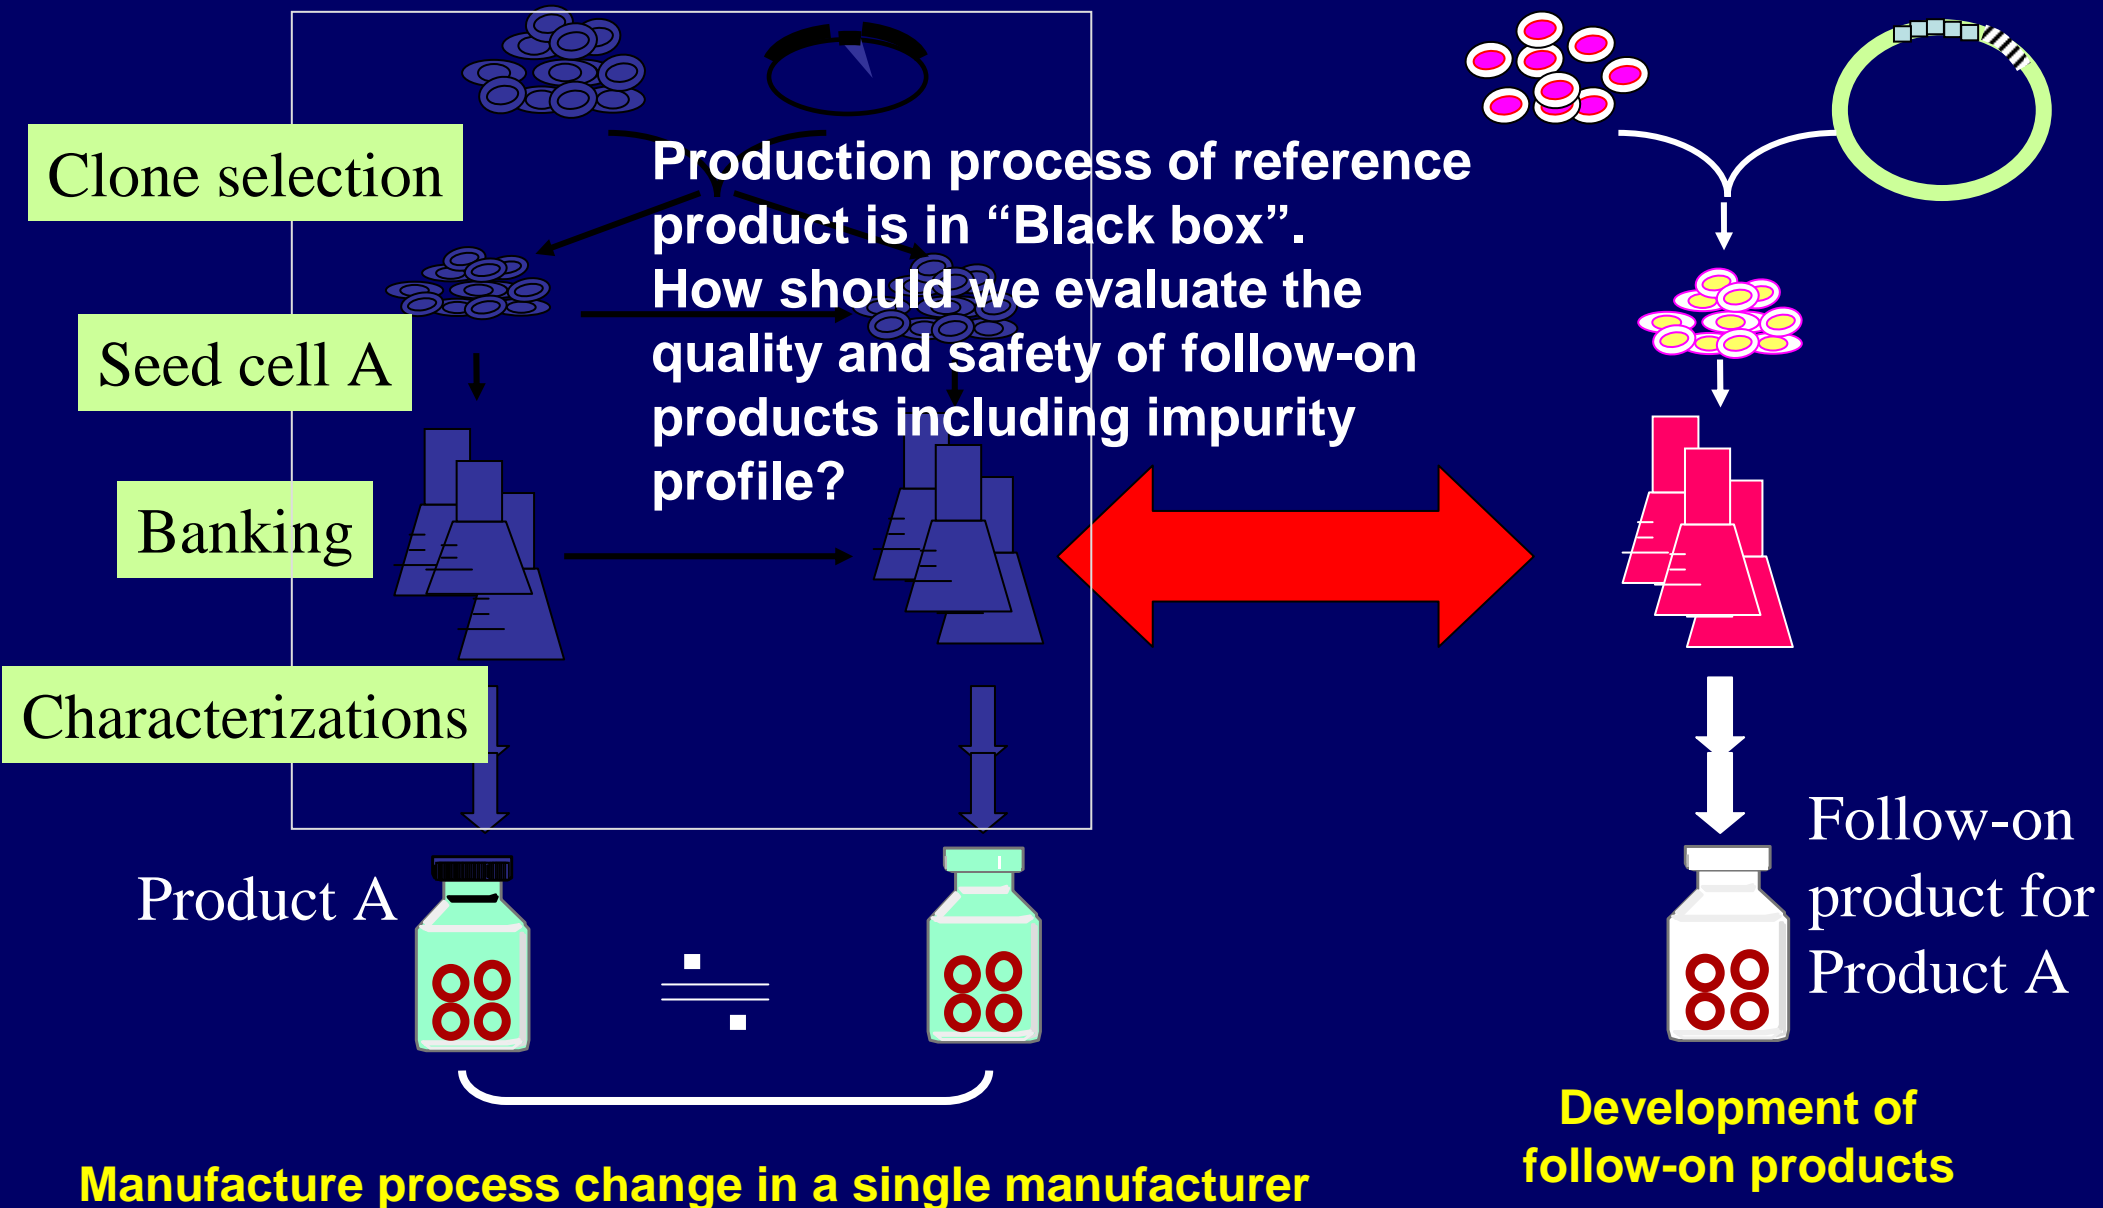 Clone selection
Production process of reference
product is in “Black box”.
How should we evaluate the
quality and safety of follow-on
products including impurity
profile?
Seed cell A
Banking
Characterizations
Product A
Follow-on
product for
Product A
Development of
follow-on products
Manufacture process change in a single manufacturer